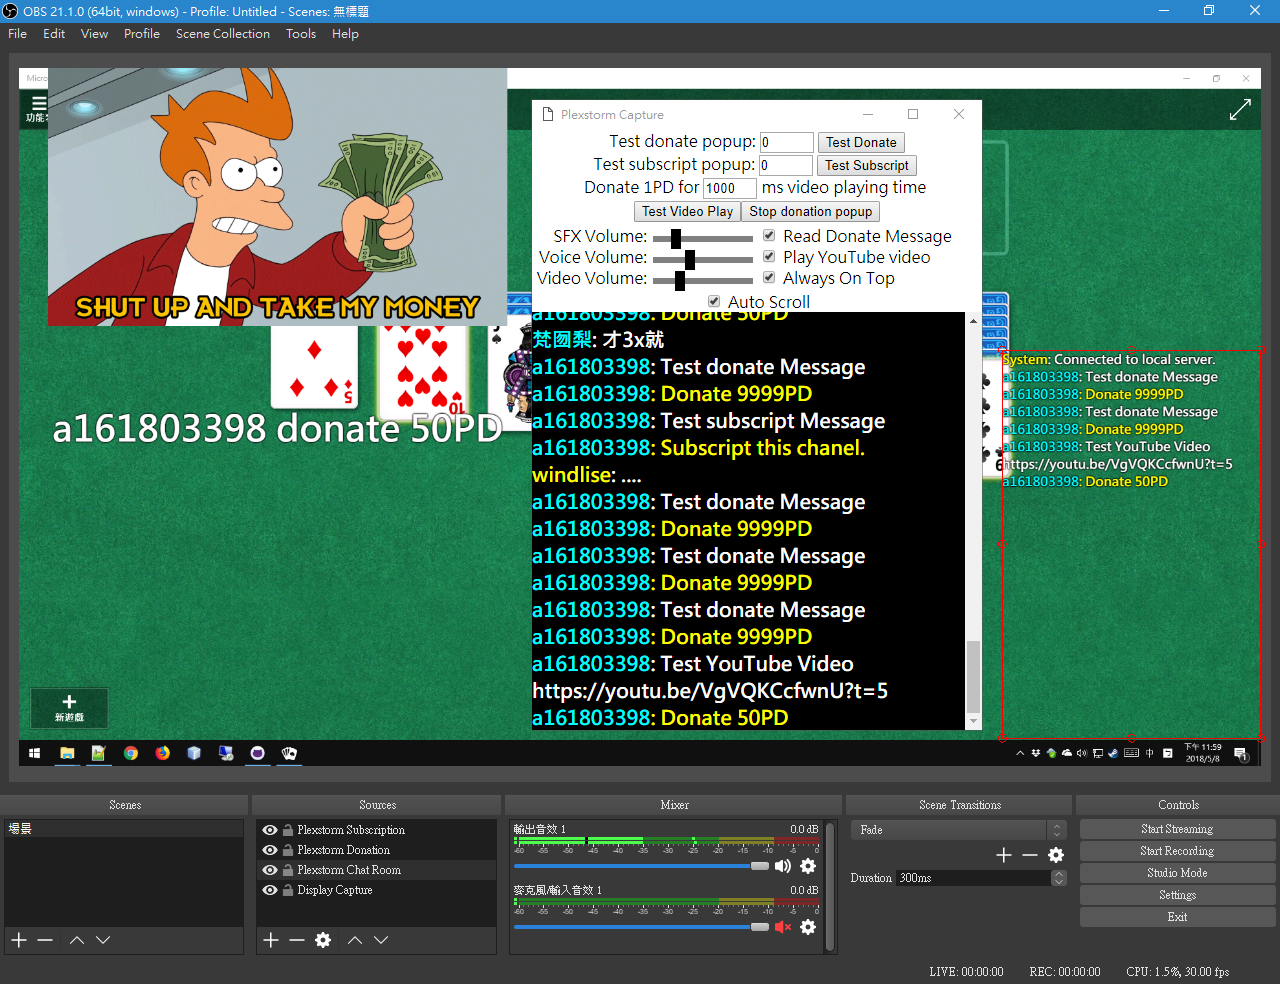 OBS 21.1.0 (64bit, windows) - Profile: Untitled - Scenes: 無標題
File Edit View Profile Scene Collection Tools Help
Micro
功能
SHUT UP AND TAKE MY MONEY
5
10
J
a161803398 donate 50PD
新遊戲
Plexstorm Capture
Test donate popup: 0 Test Donate
Test subscript popup: 0 Test Subscript
Donate 1PD for 1000 ms video playing time
Test Video Play Stop donation popup
SFX Volume: Read Donate Message
Voice Volume: Play YouTube video
Video Volume: Always On Top
Auto Scroll
a161803398: Donate 50PD
梵囫梨: 才3x就
a161803398: Test donate Message
a161803398: Donate 9999PD
a161803398: Test subscript Message
a161803398: Subscript this chanel.
windlise: ....
a161803398: Test donate Message
a161803398: Donate 9999PD
a161803398: Test donate Message
a161803398: Donate 9999PD
a161803398: Test donate Message
a161803398: Donate 9999PD
a161803398: Test YouTube Video
https://youtu.be/VgVQKCcfwnU?t=5
a161803398: Donate 50PD
System: Connected to local server.
a161803398: Test donate Message
a161803398: Donate 9999PD
a161803398: Test donate Message
a161803398: Donate 9999PD
a161803398: Test YouTube Video
https://youtu.be/VgVQKCcfwnU?t=5
a161803398: Donate 50PD
9
中
下午 11:59
2018/5/8
1
Scenes
場景
Sources
Plexstorm Subscription
Plexstorm Donation
Plexstorm Chat Room
Display Capture
Mixer
輸出音效 1 0.0 dB
-60 -55 -50 -45 -40 -35 -30 -25 -20 -15 -10 -5 0
麥克風/輸入音效 1 0.0 dB
-60 -55 -50 -45 -40 -35 -30 -25 -20 -15 -10 -5 0
Scene Transitions
Fade
Duration 300ms
Controls
Start Streaming
Start Recording
Studio Mode
Settings
Exit
LIVE: 00:00:00 REC: 00:00:00 CPU: 1.5%, 30.00 fps